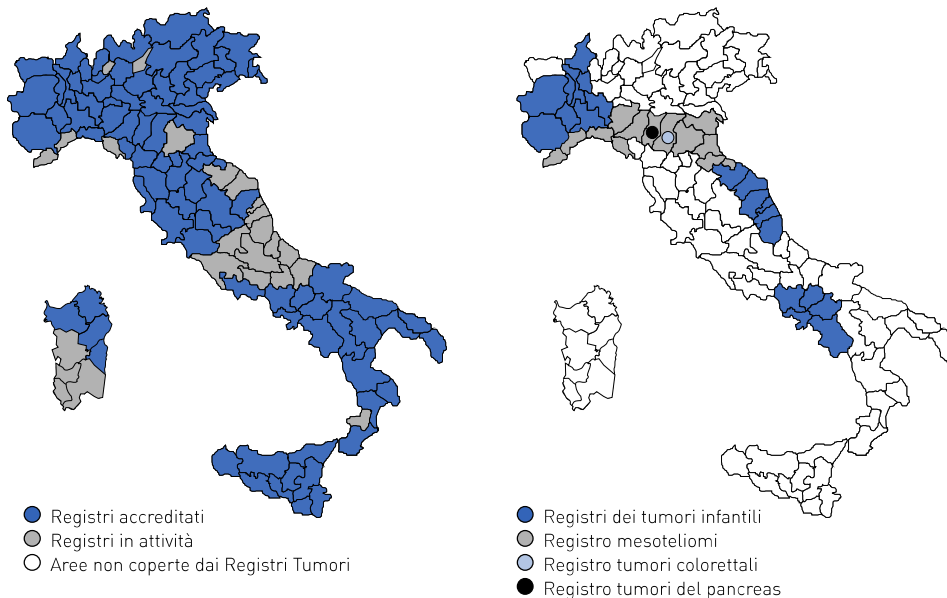 Registri accreditati
Registri in attività
Aree non coperte dai Registri Tumori
Registri dei tumori infantili
Registro mesoteliomi
Registro tumori colorettali
Registro tumori del pancreas